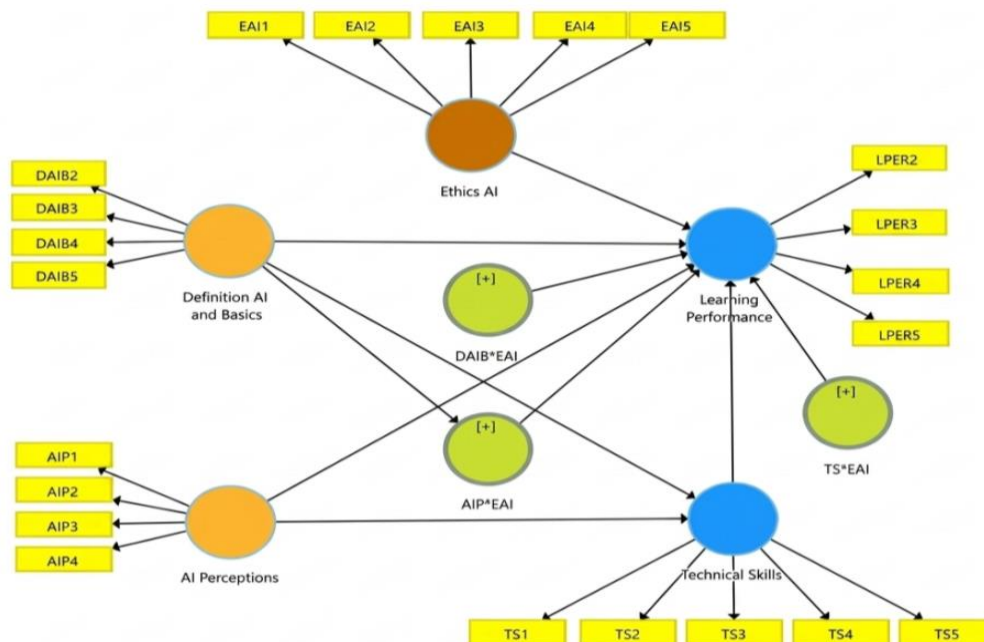 EAI1 EAI2 EAI3 EAI4 EAI5
Ethics AI
DAIB2
DAIB3
DAIB4
DAIB5
Definition AI
and Basics
LPER2
LPER3
LPER4
LPER5
Learning
Performance
[+]
DAIB*EAI
[+]
AIP*EAI
[+]
TS*EAI
AIP1
AIP2
AIP3
AIP4
AI Perceptions
Technical Skills
TS1 TS2 TS3 TS4 TS5